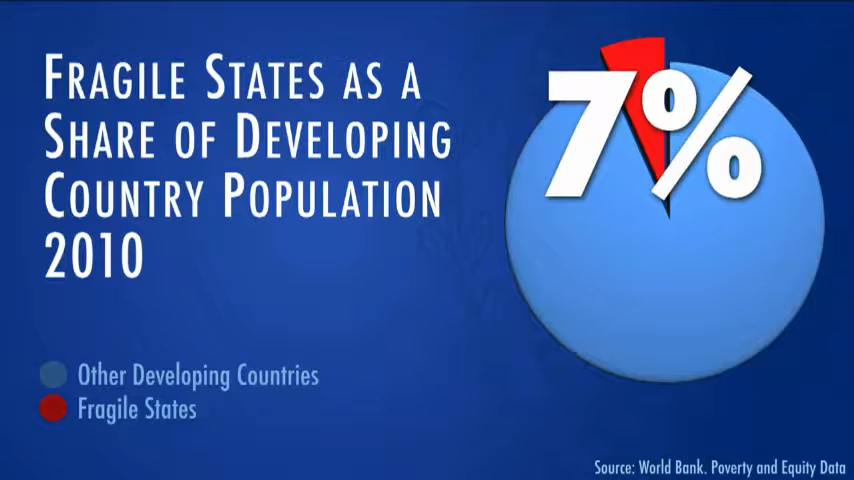 Fragile States as a
Share of Developing
Country Population
2010
7%
Other Developing Countries
Fragile States
Source: World Bank. Poverty and Equity Data